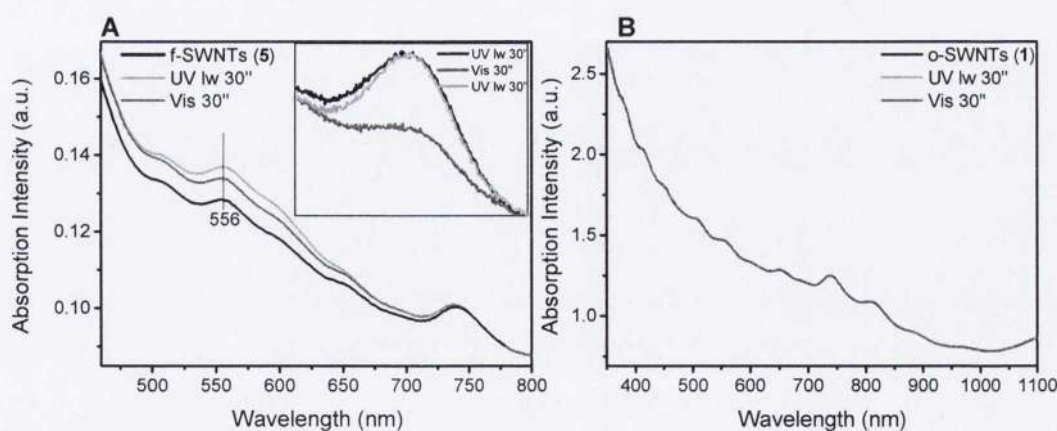 A
f-SWNTs (5)
UV lw 30"
Vis 30"
UV lw 30"
Vis 30"
UV lw 30"
556
0.16
0.14
0.12
0.10
Absorption Intensity (a.u.)
500 550 600 650 700 750 800
Wavelength (nm)
B
o-SWNTs (1)
UV lw 30"
Vis 30"
2.5
2.0
1.5
1.0
Absorption Intensity (a.u.)
400 500 600 700 800 900 1000 1100
Wavelength (nm)